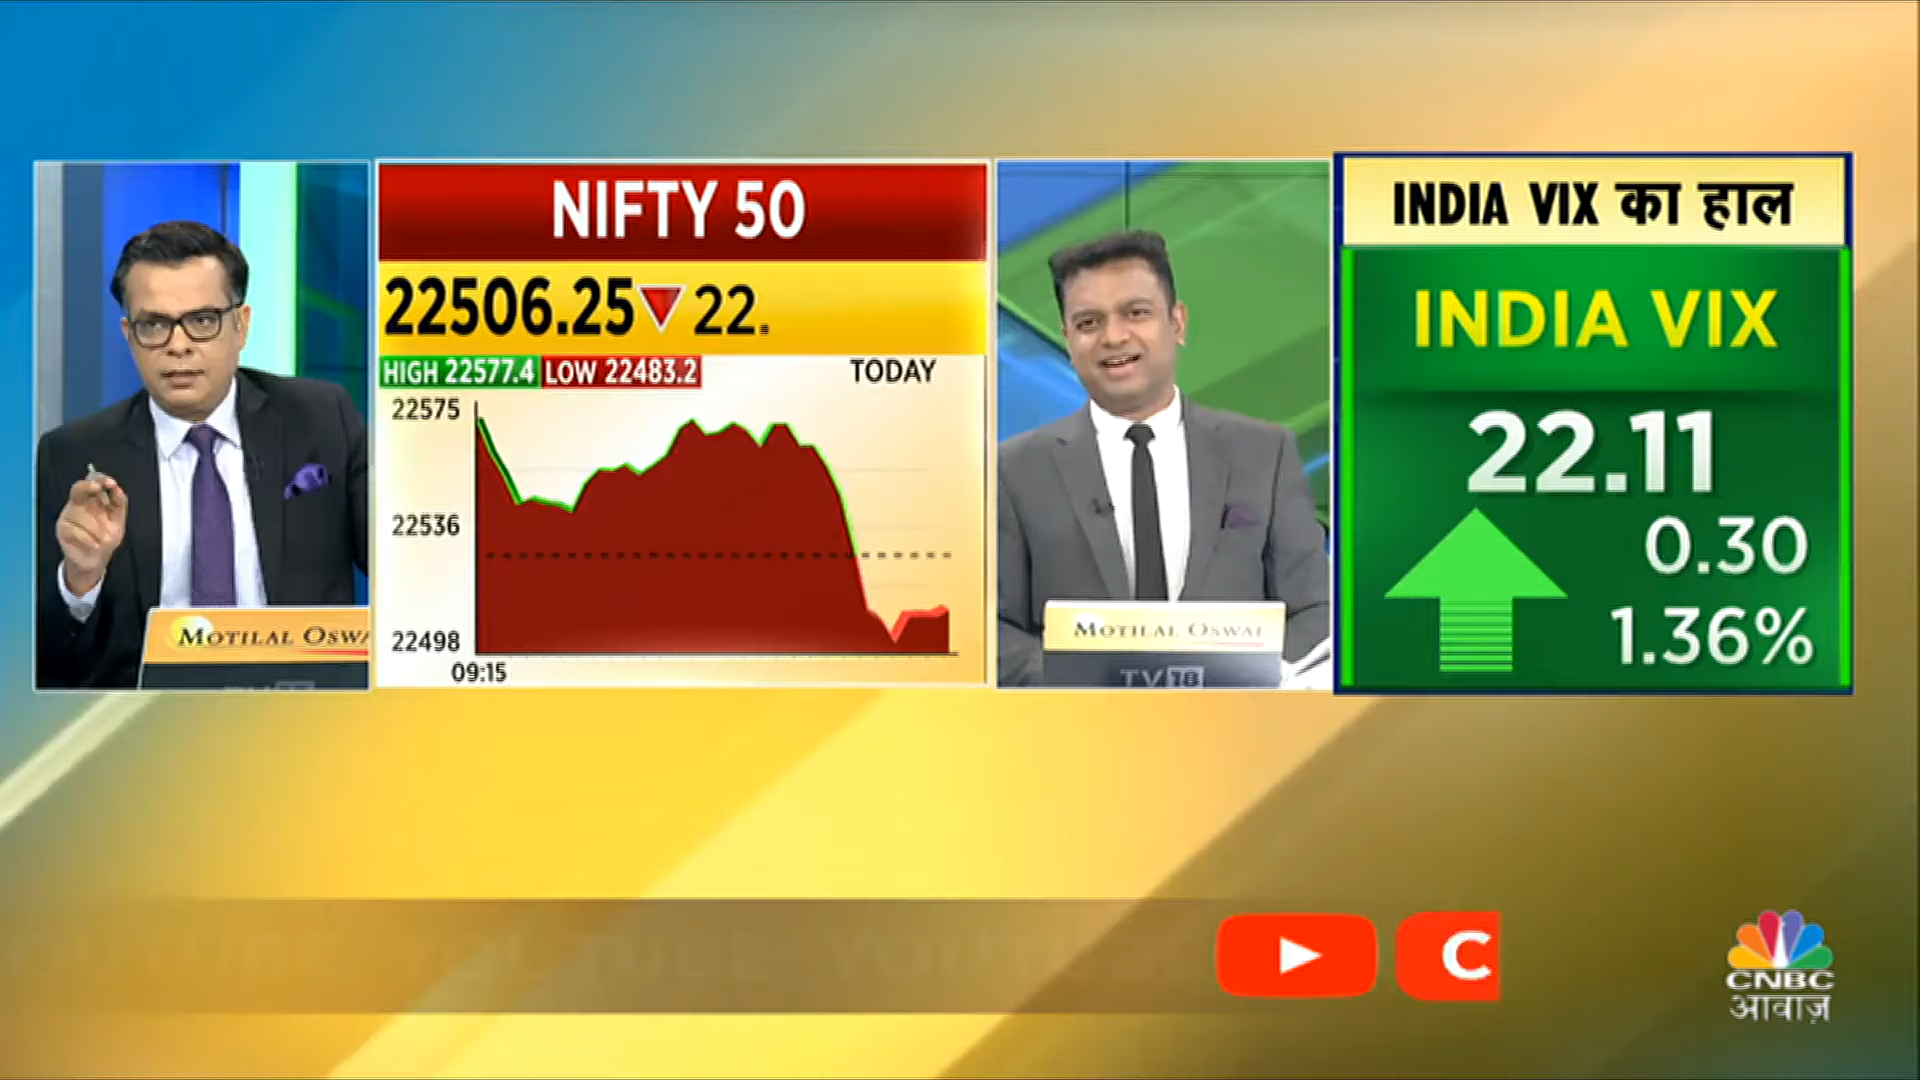 NIFTY 50
22506.25 22.
HIGH 22577.4 LOW 22483.2 TODAY
22575
22536
22498
09:15
MOTILAL OSWA
MOTILAL OSWAL
TV18
INDIA VIX का हाल
INDIA VIX
22.11
0.30
1.36%
C
CNBC
आवाज़